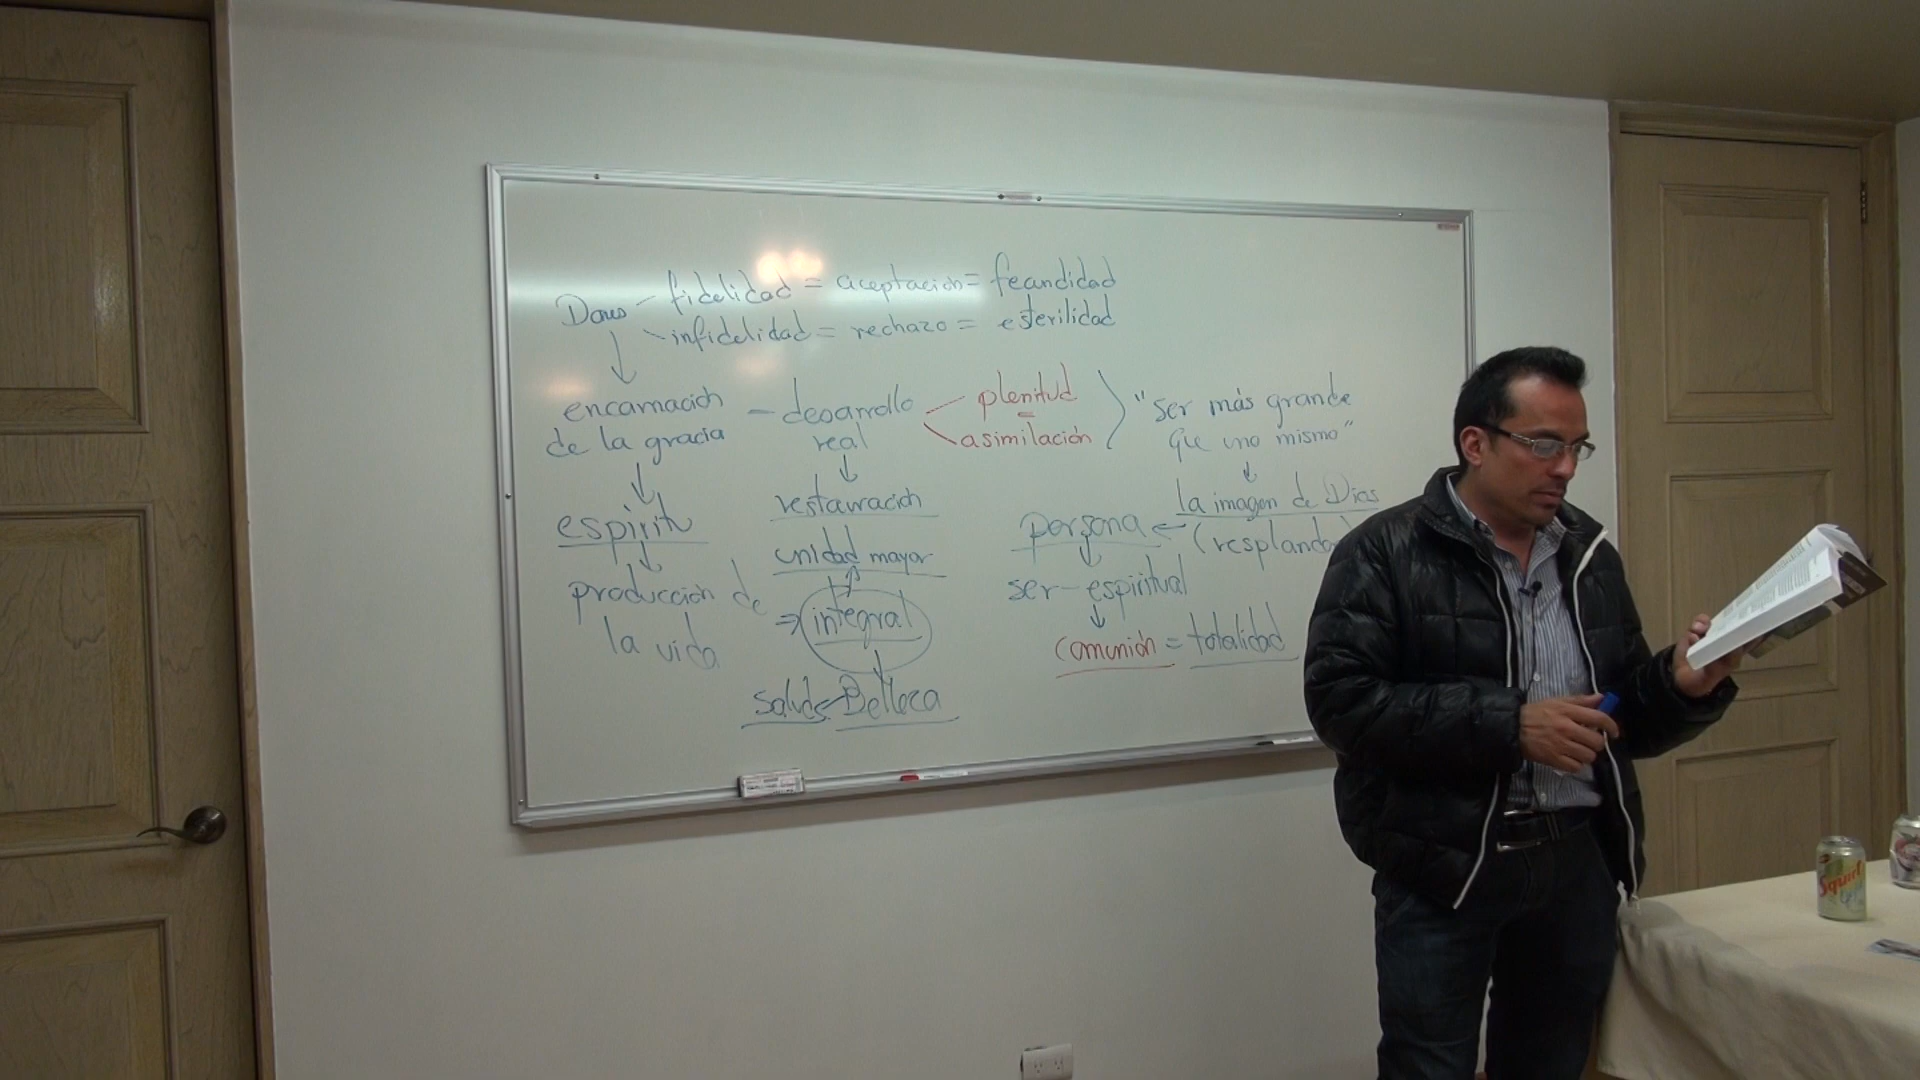 Dones - fidelidad = aceptación = fecundidad
- infidelidad = rechazo = esterilidad
encarnación
de la gracia
- desarrollo
real
plenitud
=
asimilación
"ser más grande
que uno mismo"
espíritu
restauración
la imagen de Dios
unidad mayor
persona
producción de
la vida
⇒ integral
ser-espiritual
comunión = totalidad
salud Belleza
Squirt